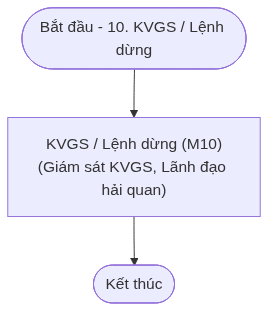 Bắt đầu - 10. KVGS / Lệnh
dừng
KVGS / Lệnh dừng (M10)
(Giám sát KVGS, Lãnh đạo
hải quan)
Kết thúc